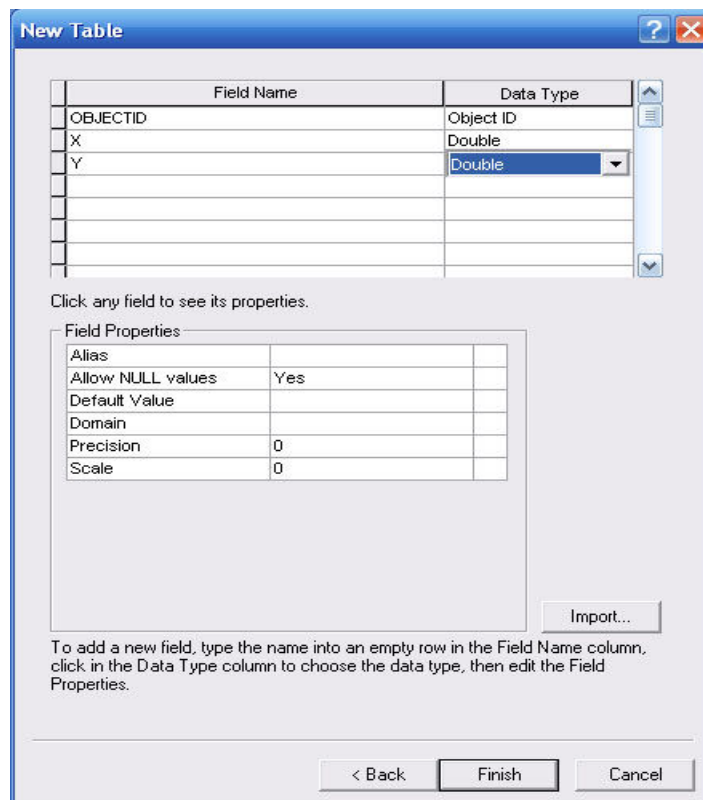 New Table
Field Name Data Type
OBJECTID Object ID
X Double
Y Double
Click any field to see its properties.
Field Properties
Alias
Allow NULL values Yes
Default Value
Domain
Precision 0
Scale 0
Import...
To add a new field, type the name into an empty row in the Field Name column,
click in the Data Type column to choose the data type, then edit the Field
Properties.
< Back Finish Cancel